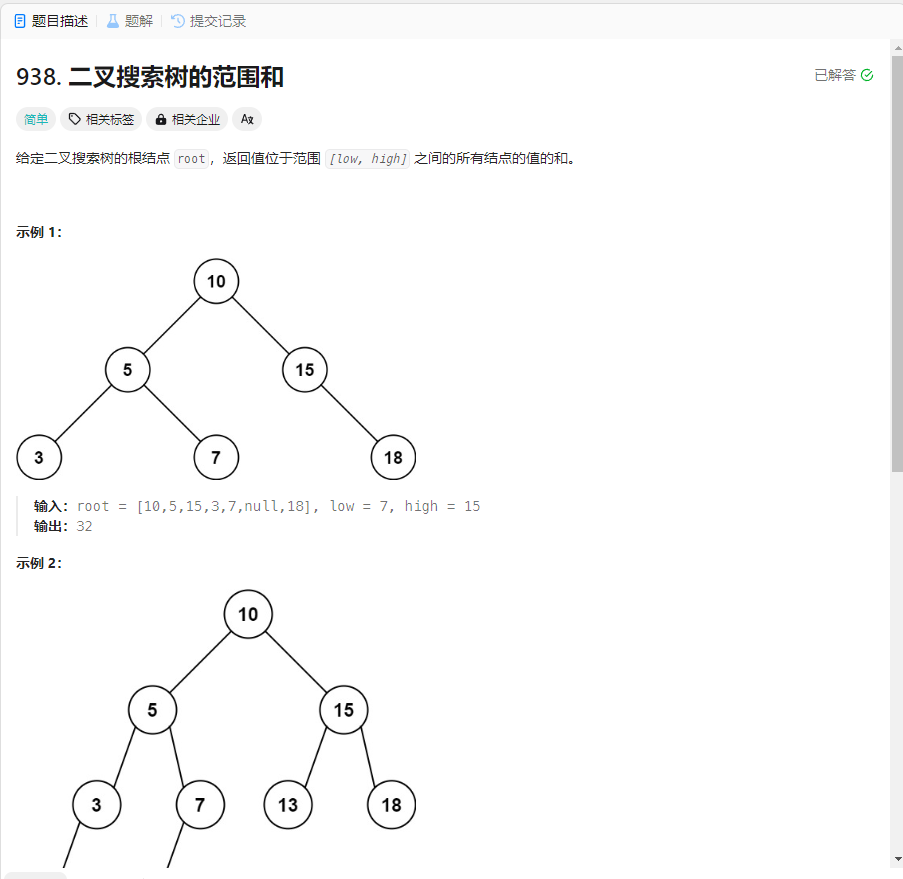 题目描述 题解 提交记录
938. 二叉搜索树的范围和
已解答
简单 相关标签 相关企业 Aあ
给定二叉搜索树的根结点 root，返回值位于范围 [low, high] 之间的所有结点的值的和。
示例 1：
10
5 15
3 7 18
输入：root = [10,5,15,3,7,null,18], low = 7, high = 15
输出：32
示例 2：
10
5 15
3 7 13 18